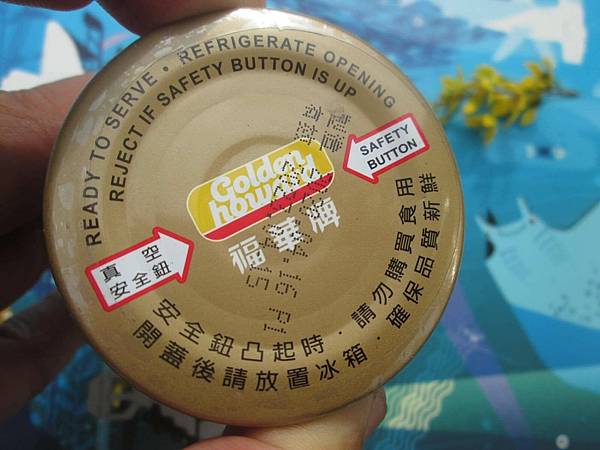 READY TO SERVE • REFRIGERATE OPENING
REJECT IF SAFETY BUTTON IS UP
SAFETY
BUTTON
Golden
howard
福華牌
真空
安全鈕
安全鈕凸起時，請勿購買食用
開蓋後請放置冰箱，確保品質新鮮